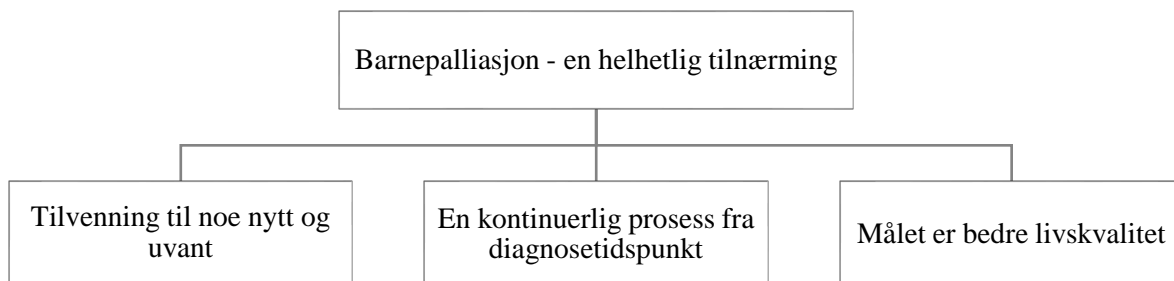 Barnepalliasjon - en helhetlig tilnærming
Tilvenning til noe nytt og
uvant
En kontinuerlig prosess fra
diagnosetidspunkt
Målet er bedre livskvalitet